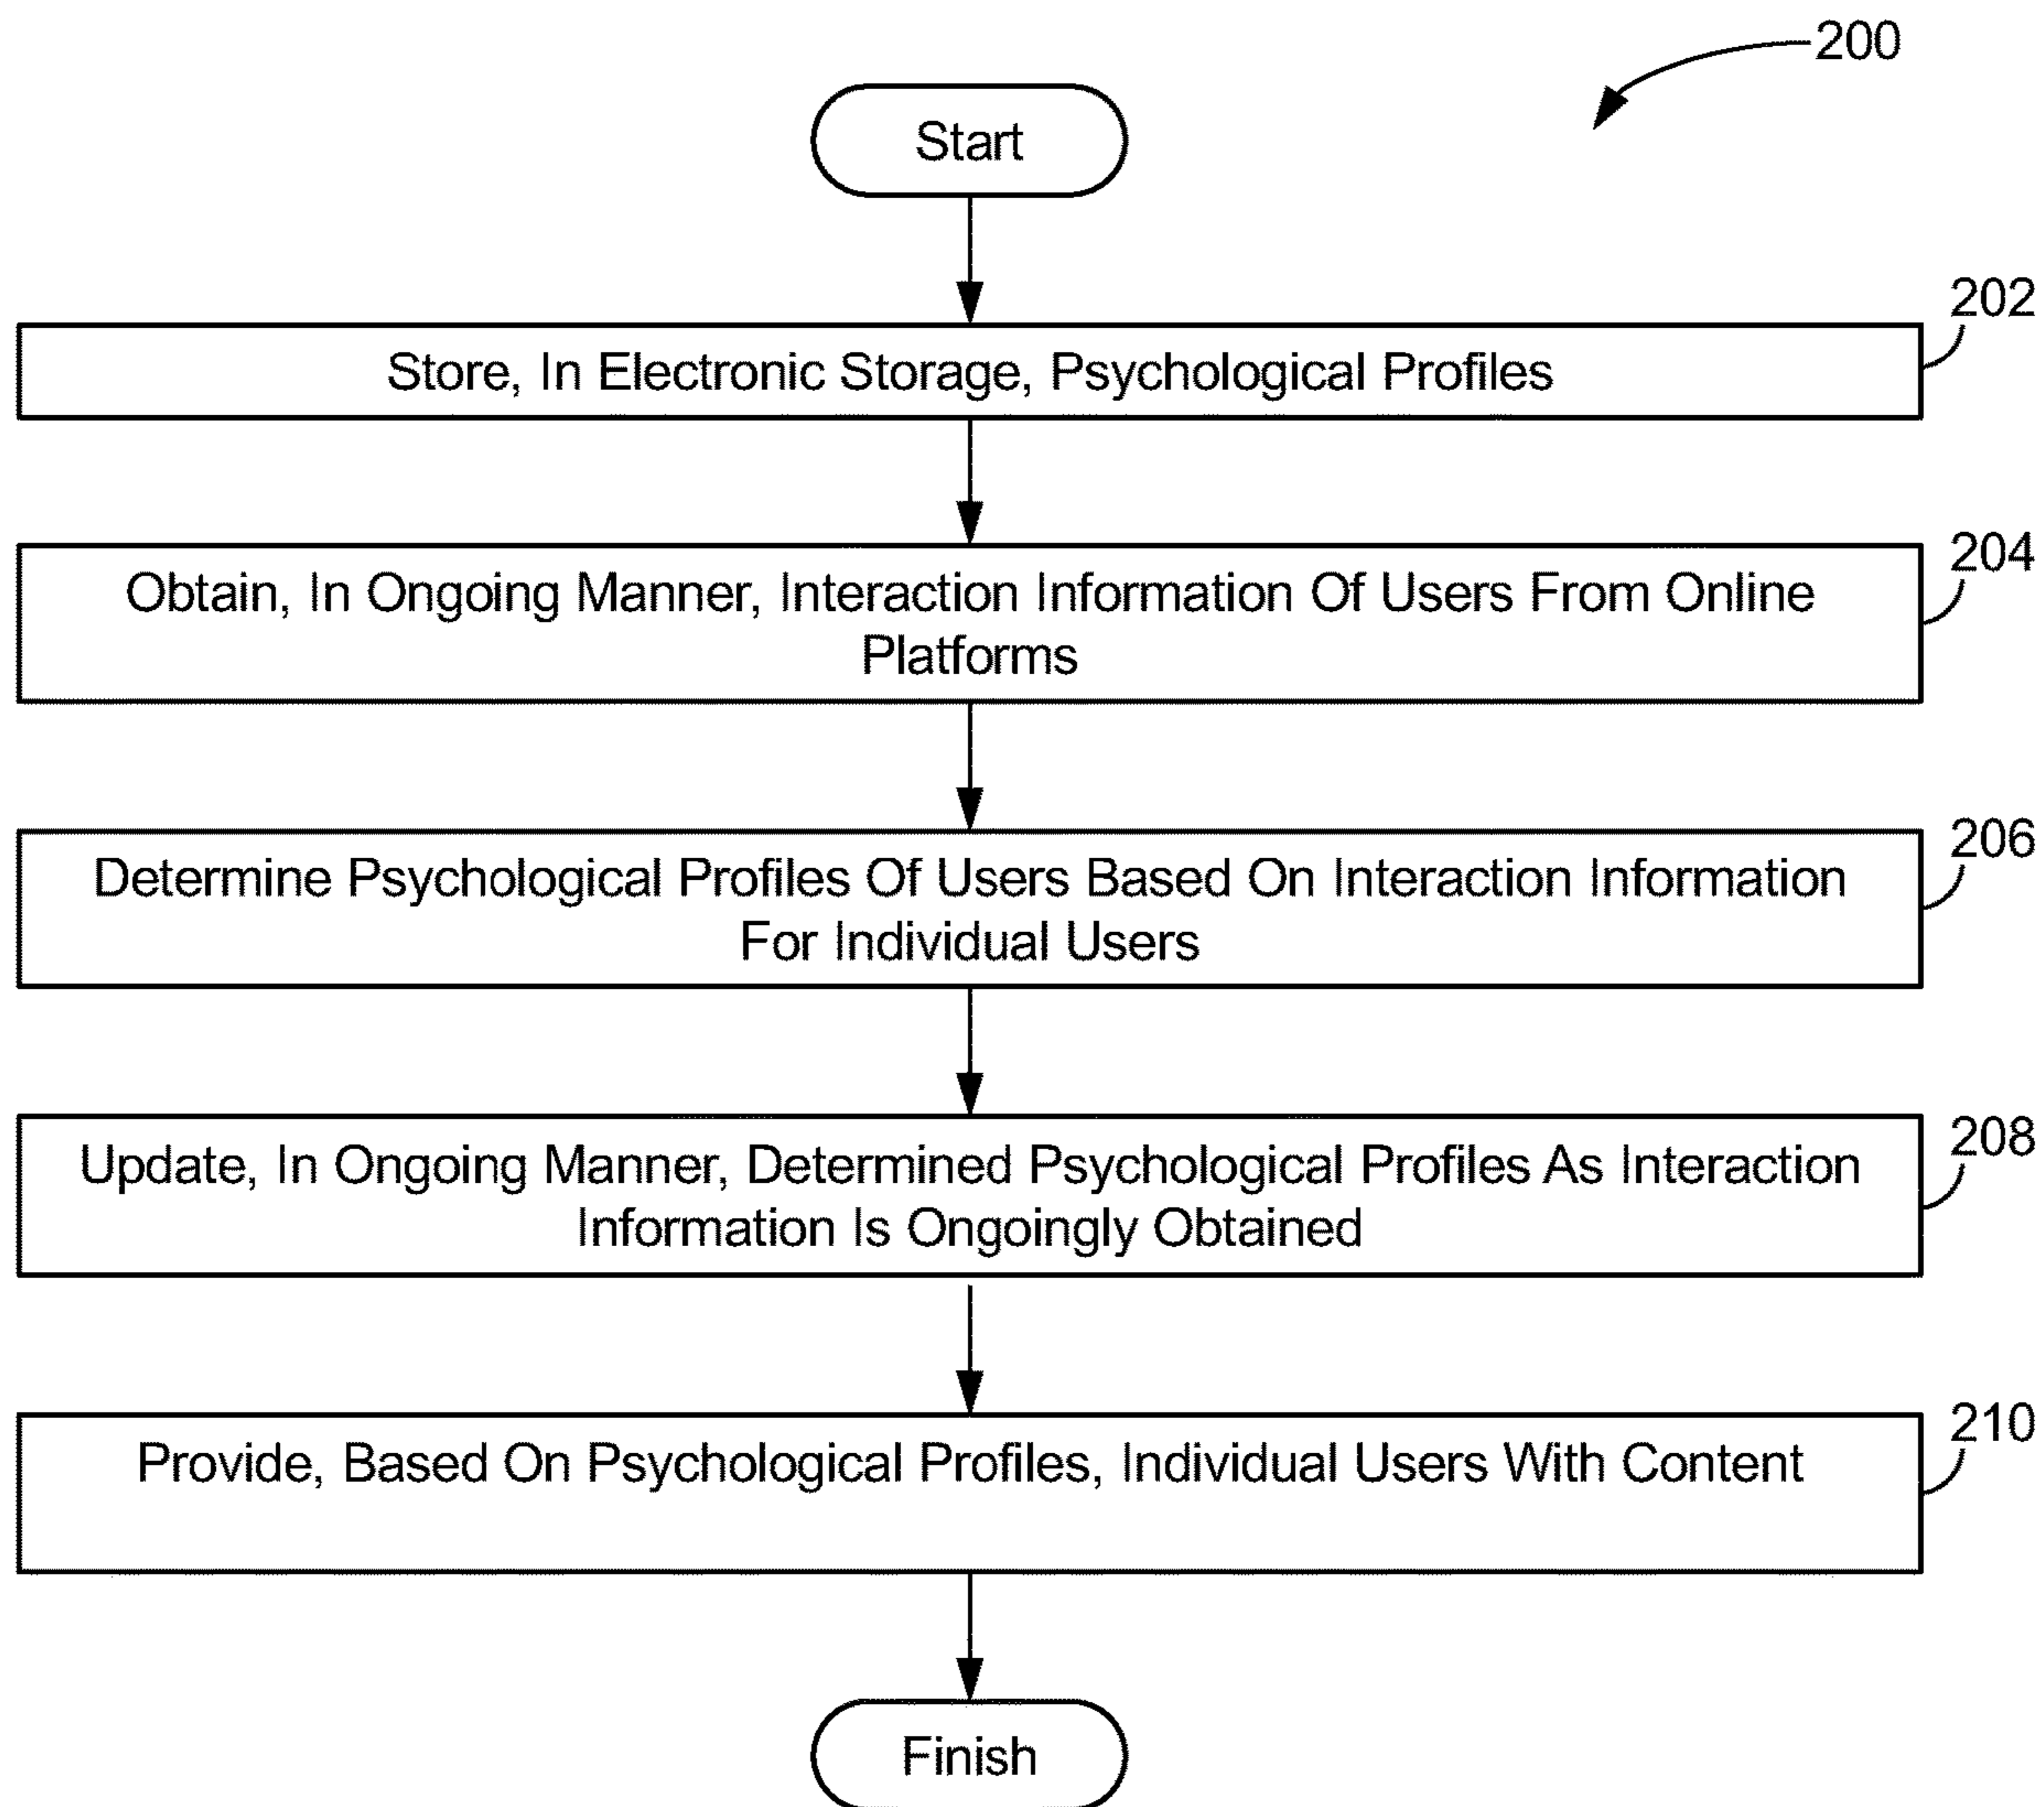 200
Start
202
Store, In Electronic Storage, Psychological Profiles
204
Obtain, In Ongoing Manner, Interaction Information Of Users From Online
Platforms
206
Determine Psychological Profiles Of Users Based On Interaction Information
For Individual Users
208
Update, In Ongoing Manner, Determined Psychological Profiles As Interaction
Information Is Ongoingly Obtained
210
Provide, Based On Psychological Profiles, Individual Users With Content
Finish